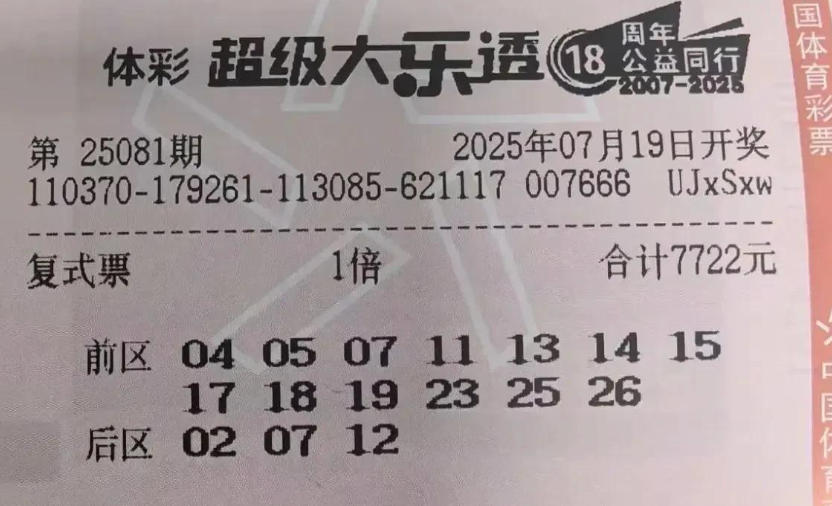 体彩 超级大乐透 18 周年
公益同行
2007-2025
第 25081期 2025年07月19日开奖
110370-179261-113085-621117 007666 UJxSxw
复式票 1倍 合计7722元
前区 04 05 07 11 13 14 15
17 18 19 23 25 26
后区 02 07 12
国体育彩票
中国体育